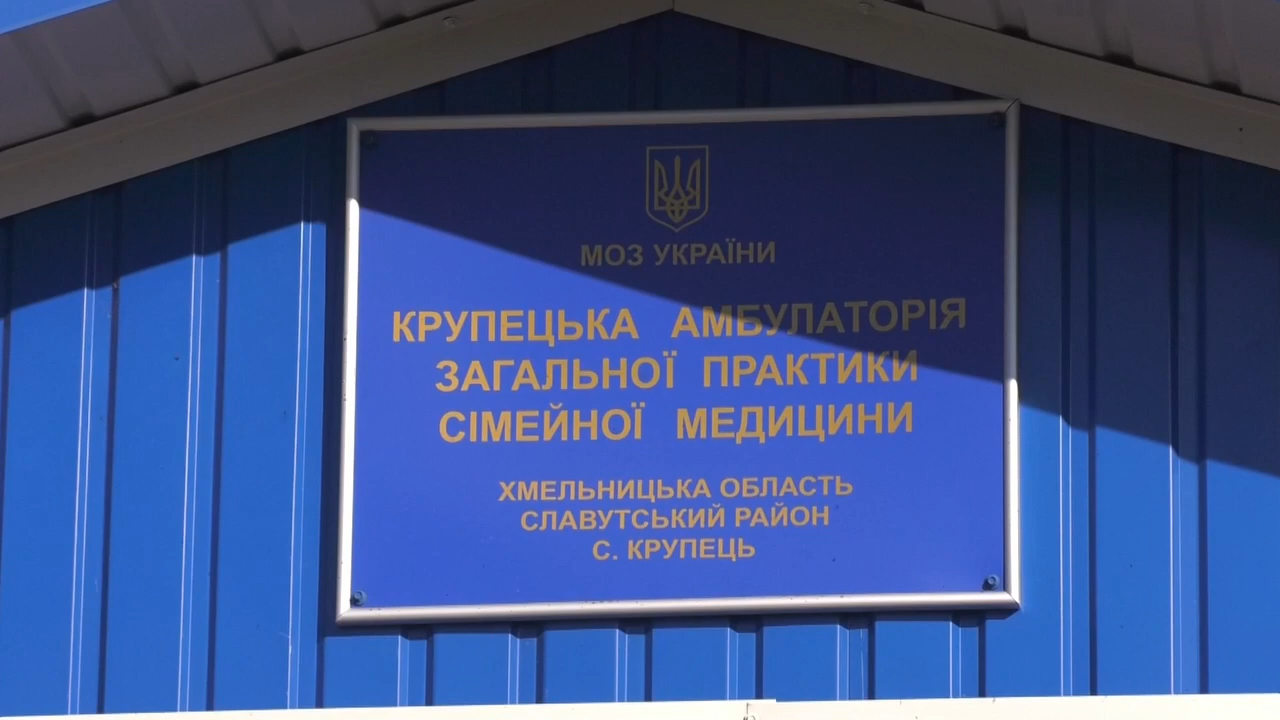 МОЗ УКРАЇНИ
КРУПЕЦЬКА АМБУЛАТОРІЯ
ЗАГАЛЬНОЇ ПРАКТИКИ
СІМЕЙНОЇ МЕДИЦИНИ
ХМЕЛЬНИЦЬКА ОБЛАСТЬ
СЛАВУТСЬКИЙ РАЙОН
С. КРУПЕЦЬ